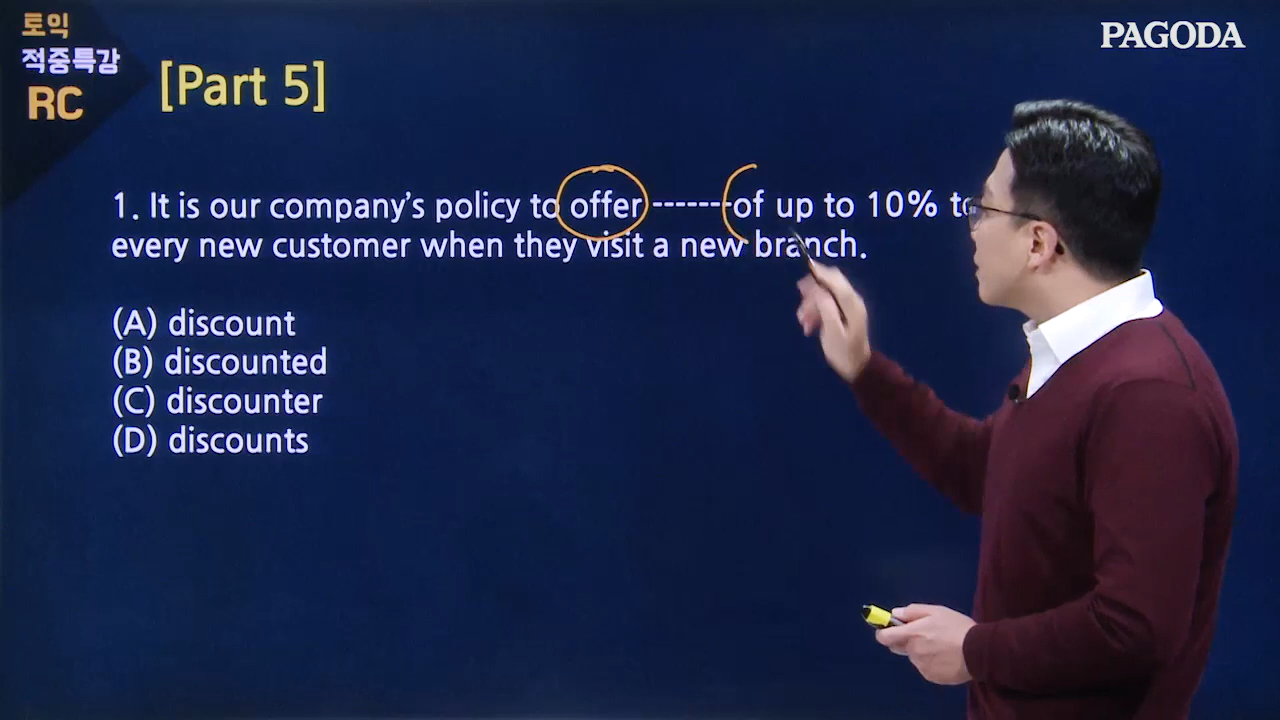 토익
적중특강
RC
PAGODA
[Part 5]
1. It is our company's policy to offer ------- of up to 10% to
every new customer when they visit a new branch.
(A) discount
(B) discounted
(C) discounter
(D) discounts